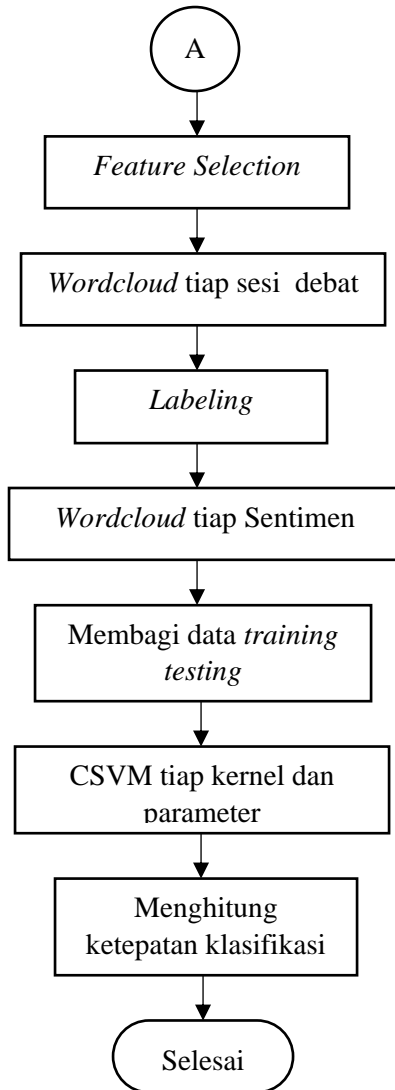 A
Feature Selection
Wordcloud tiap sesi debat
Labeling
Wordcloud tiap Sentimen
Membagi data training
testing
CSVM tiap kernel dan
parameter
Menghitung
ketepatan klasifikasi
Selesai